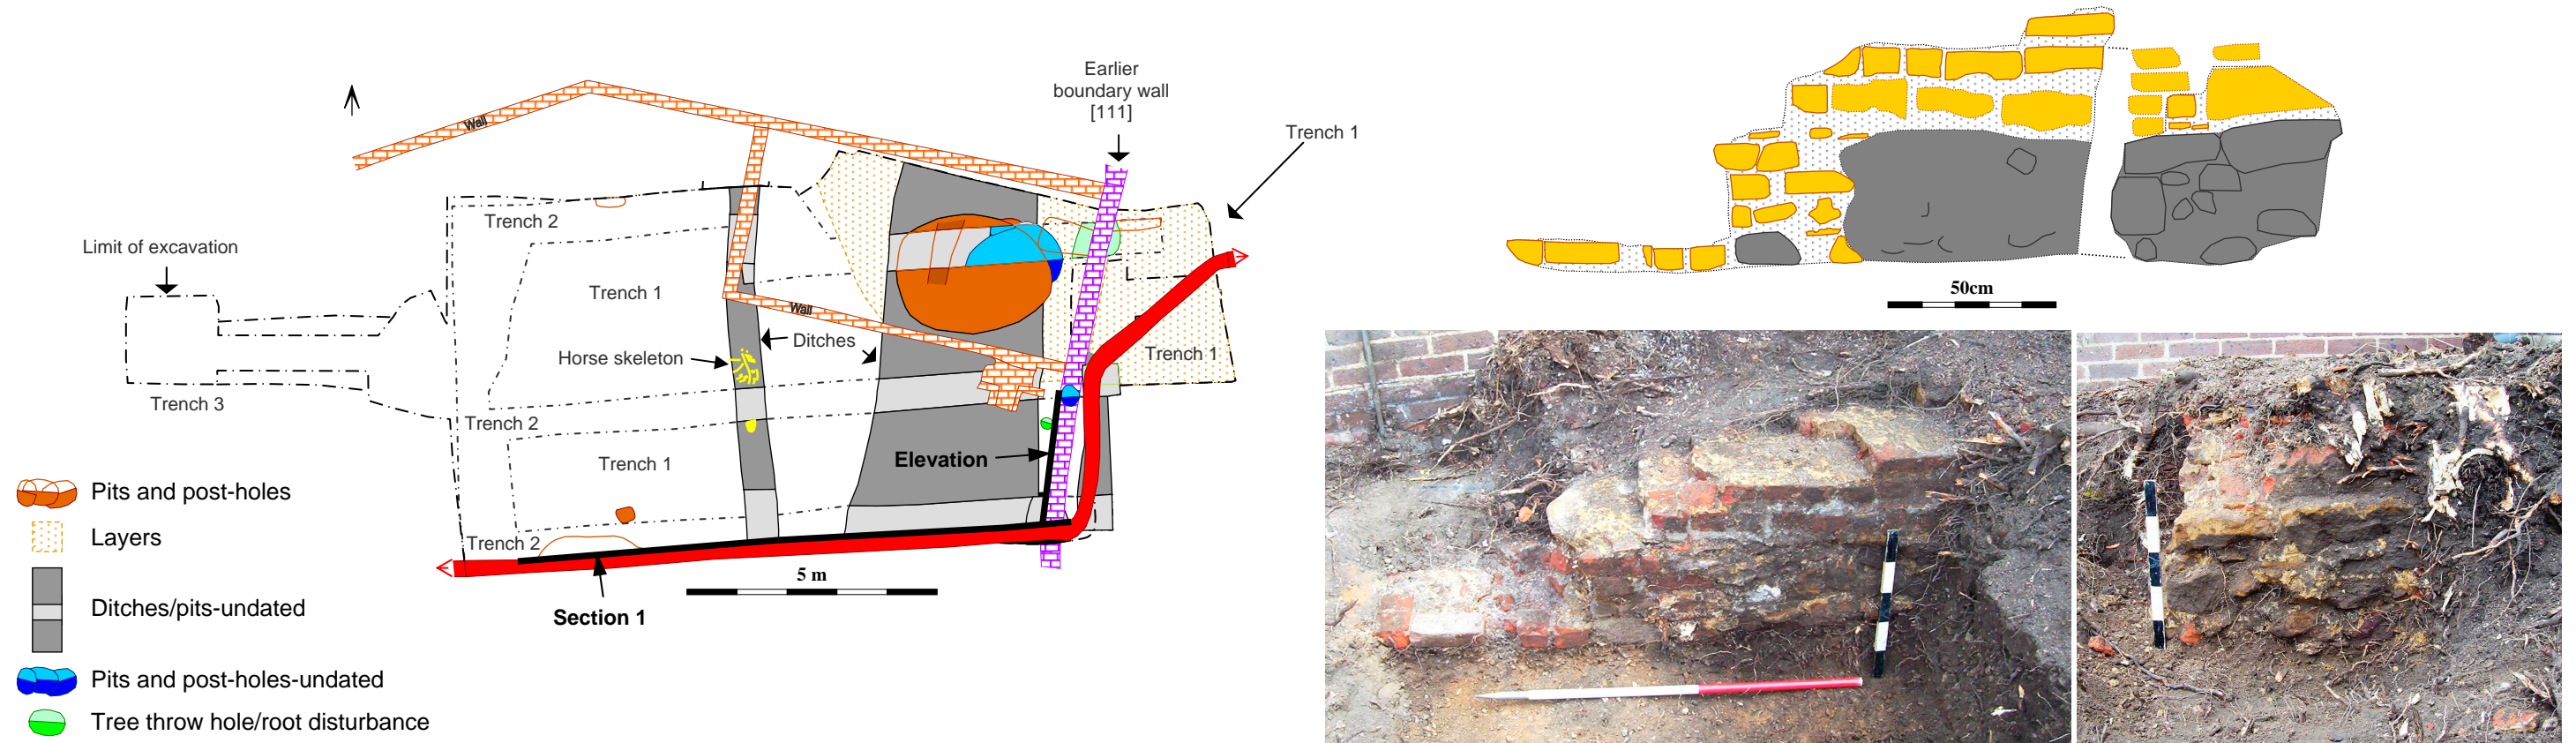 Earlier
boundary wall
[111]
Trench 1
Wall
Trench 2
Limit of excavation
Trench 1
Wall
Ditches
Horse skeleton
Trench 1
Trench 3
Trench 2
Elevation
Trench 1
Trench 2
5 m
Section 1
Pits and post-holes
Layers
Ditches/pits-undated
Pits and post-holes-undated
Tree throw hole/root disturbance
50cm